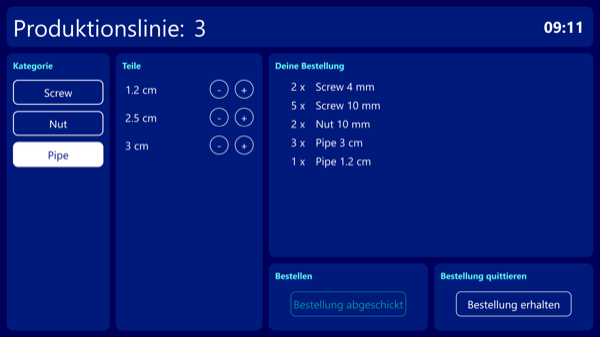 Produktionslinie: 3
09:11
Kategorie
Screw
Nut
Pipe
Teile
1.2 cm - +
2.5 cm - +
3 cm - +
Deine Bestellung
2 x Screw 4 mm
5 x Screw 10 mm
2 x Nut 10 mm
3 x Pipe 3 cm
1 x Pipe 1.2 cm
Bestellen
Bestellung abgeschickt
Bestellung quittieren
Bestellung erhalten